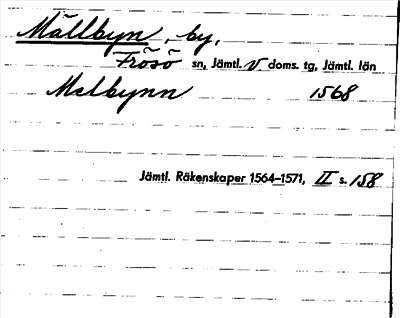 Mällbyn, by,
Frösö sn, Jämtl. V. doms. tg, Jämtl. län
Melbynn 1568
Jämtl. Räkenskaper 1564–1571, II s. 158